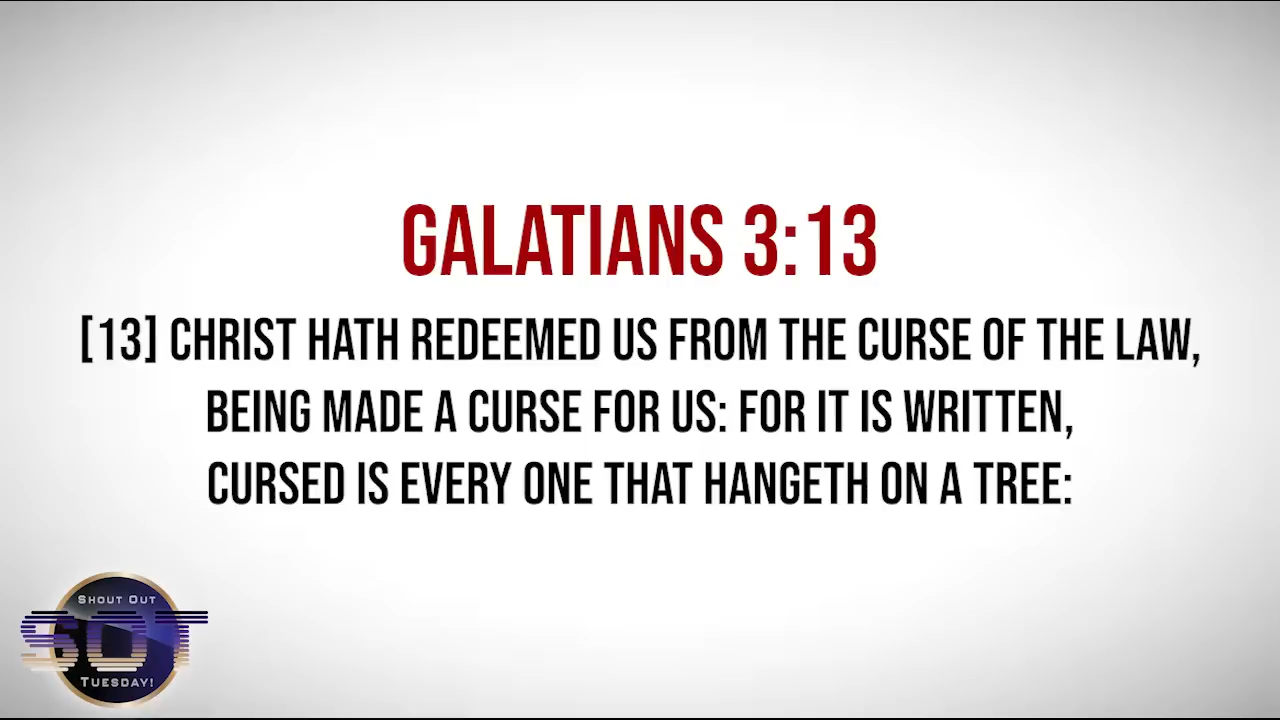 GALATIANS 3:13
[13] CHRIST HATH REDEEMED US FROM THE CURSE OF THE LAW,
BEING MADE A CURSE FOR US: FOR IT IS WRITTEN,
CURSED IS EVERY ONE THAT HANGETH ON A TREE:
SHOUT OUT
SOT
TUESDAY!